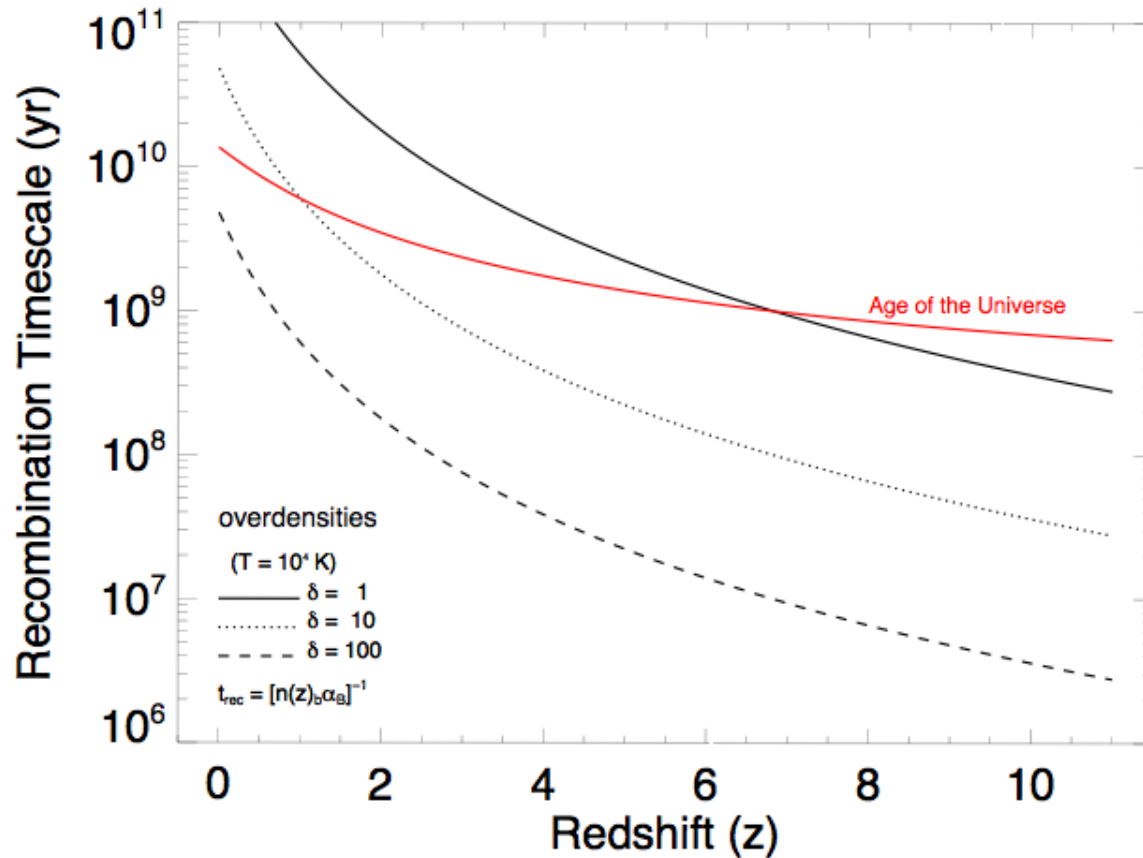 Recombination Timescale (yr)
10¹¹
10¹⁰
10⁹
10⁸
10⁷
10⁶
Age of the Universe
overdensities
(T = 10⁴ K)
δ = 1
δ = 10
δ = 100
t_rec = [n(z)_b α_B]⁻¹
0 2 4 6 8 10
Redshift (z)